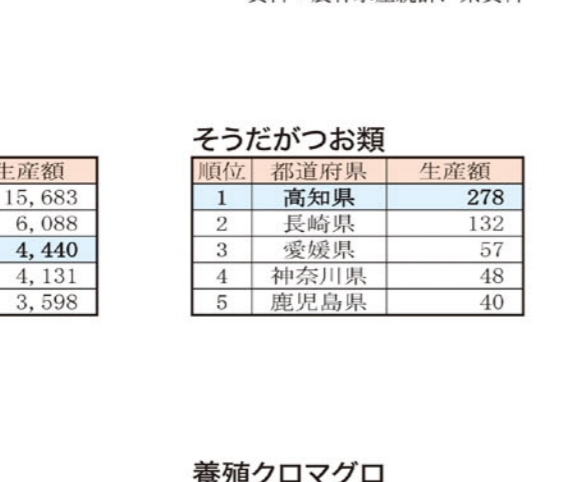 そうだがつお類
生産額
15,683
6,088
4,440
4,131
3,598
順位 都道府県 生産額
1 高知県 278
2 長崎県 132
3 愛媛県 57
4 神奈川県 48
5 鹿児島県 40
養殖クロマグロ